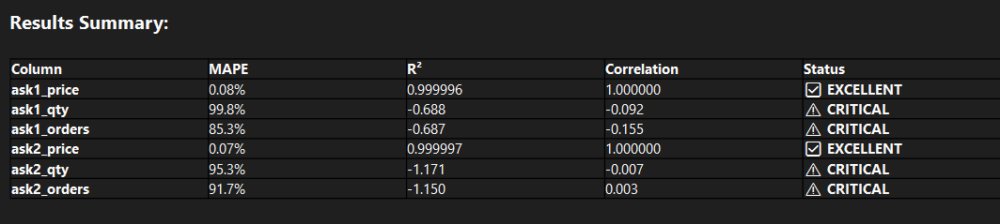 Results Summary:
Column MAPE R² Correlation Status
ask1_price 0.08% 0.999996 1.000000 ☑ EXCELLENT
ask1_qty 99.8% -0.688 -0.092 ⚠ CRITICAL
ask1_orders 85.3% -0.687 -0.155 ⚠ CRITICAL
ask2_price 0.07% 0.999997 1.000000 ☑ EXCELLENT
ask2_qty 95.3% -1.171 -0.007 ⚠ CRITICAL
ask2_orders 91.7% -1.150 0.003 ⚠ CRITICAL